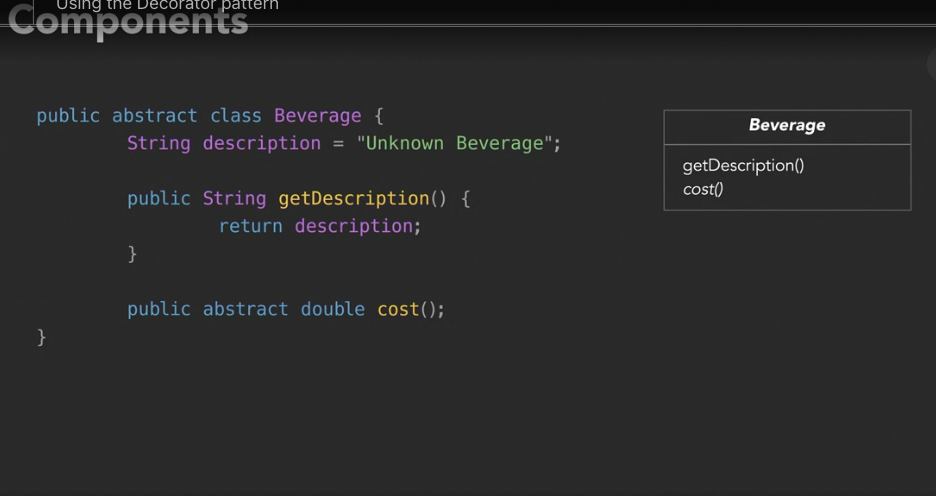 Using the Decorator pattern
Components
public abstract class Beverage {
String description = "Unknown Beverage";
public String getDescription() {
return description;
}
public abstract double cost();
}
Beverage
getDescription()
cost()